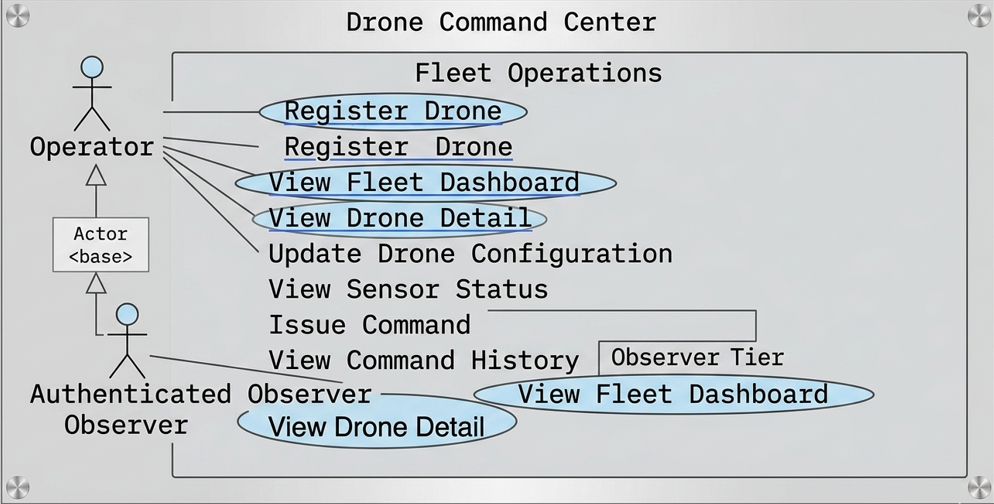 Drone Command Center
Fleet Operations
Register Drone
Operator
Register Drone
View Fleet Dashboard
View Drone Detail
Actor
<base>
Update Drone Configuration
View Sensor Status
Issue Command
View Command History
Observer Tier
Authenticated Observer
View Fleet Dashboard
Observer
View Drone Detail